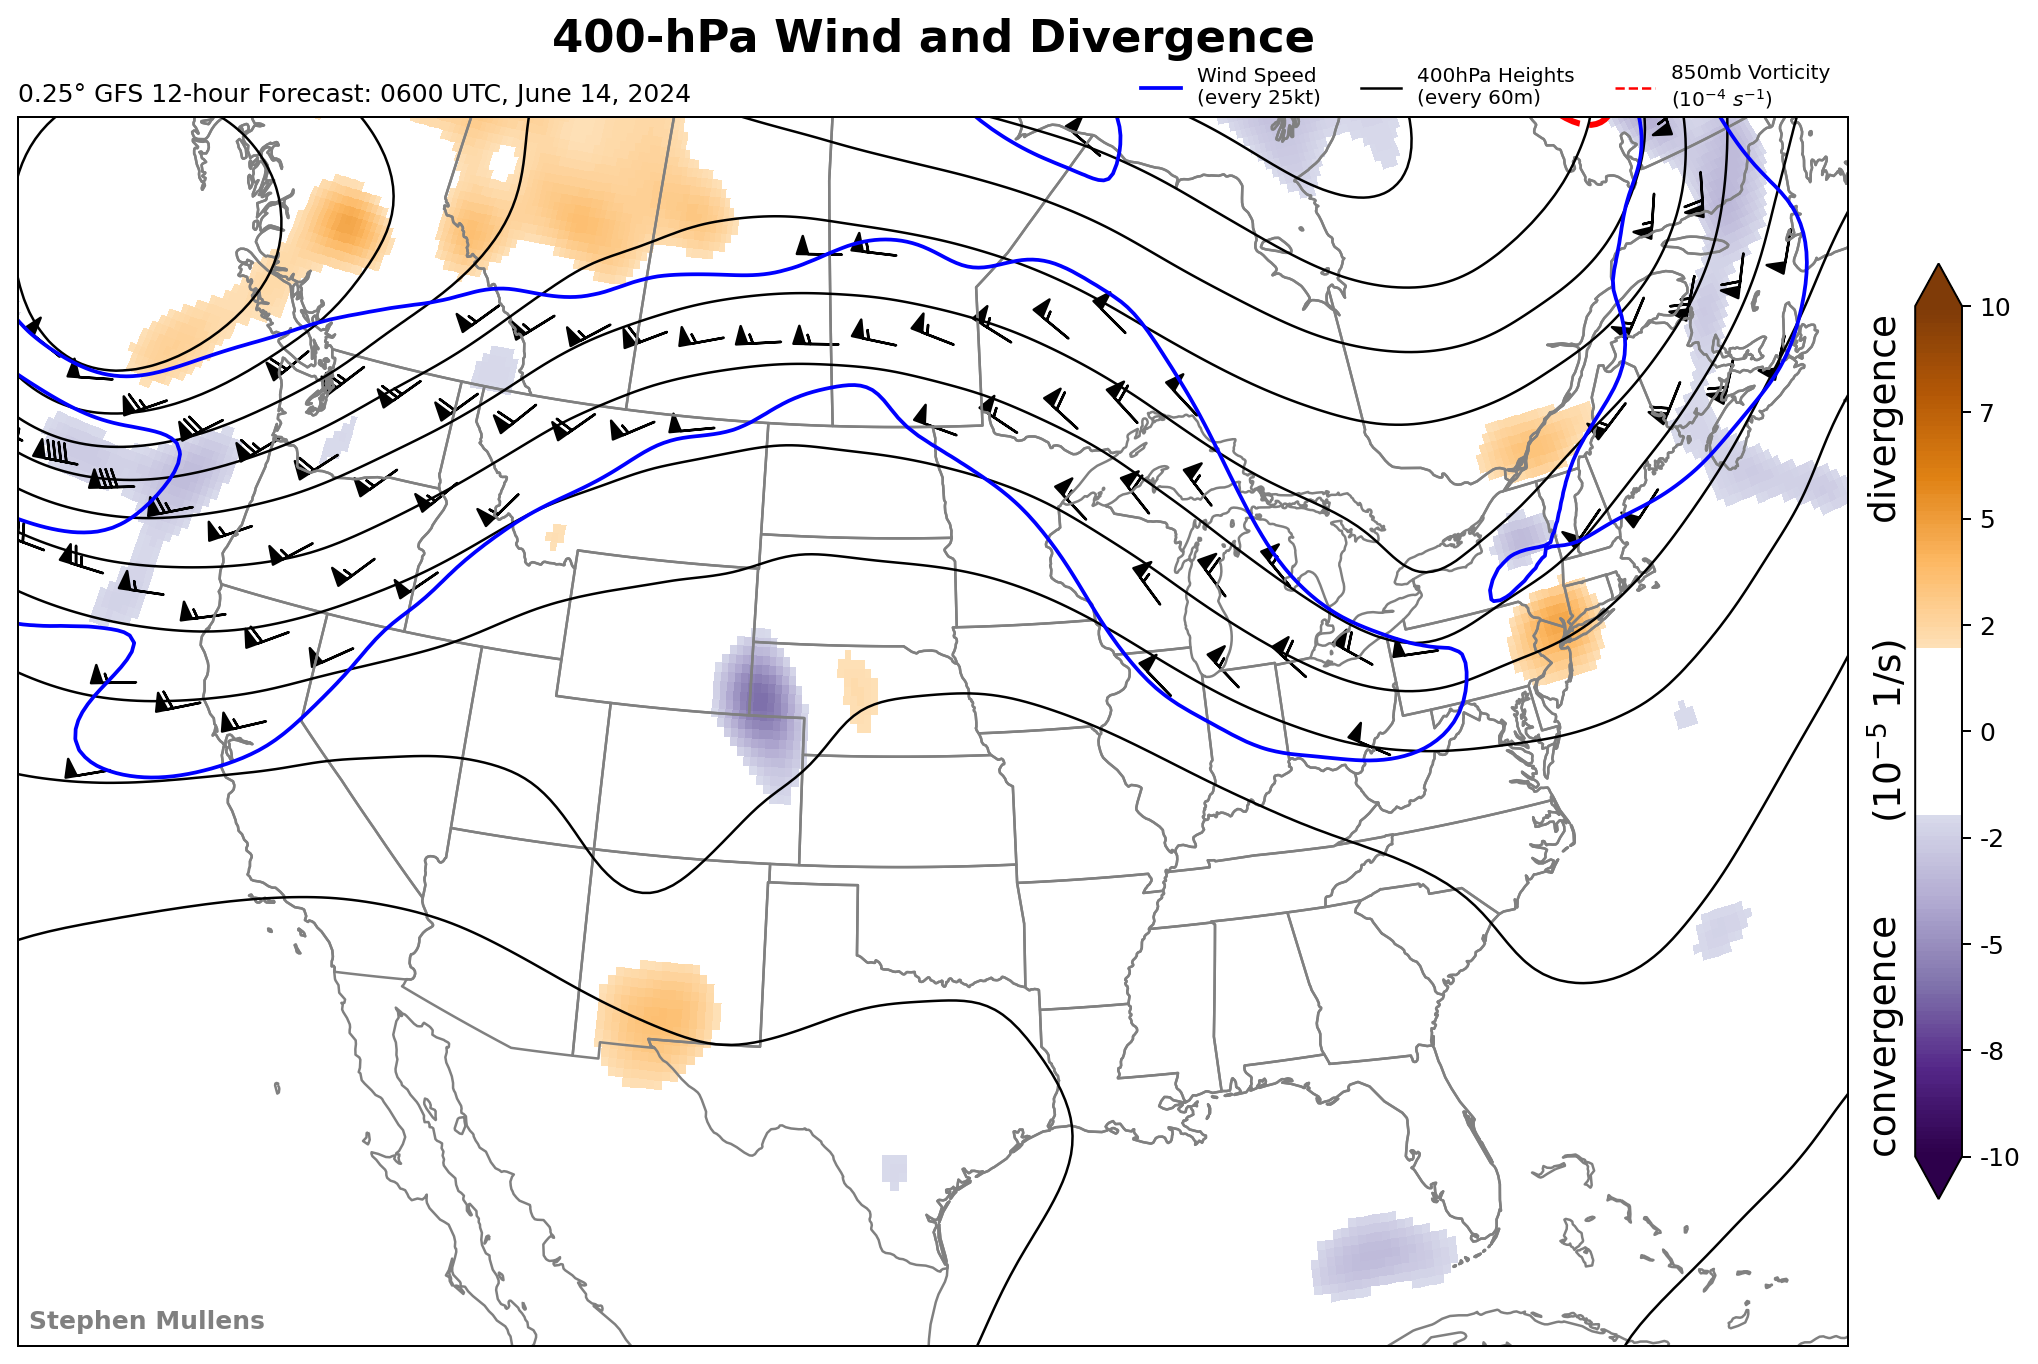 400-hPa Wind and Divergence
0.25° GFS 12-hour Forecast: 0600 UTC, June 14, 2024
Wind Speed
(every 25kt)
400hPa Heights
(every 60m)
850mb Vorticity
(10⁻⁴ s⁻¹)
10
7
5
2
0
-2
-5
-8
-10
convergence (10⁻⁵ 1/s) divergence
Stephen Mullens